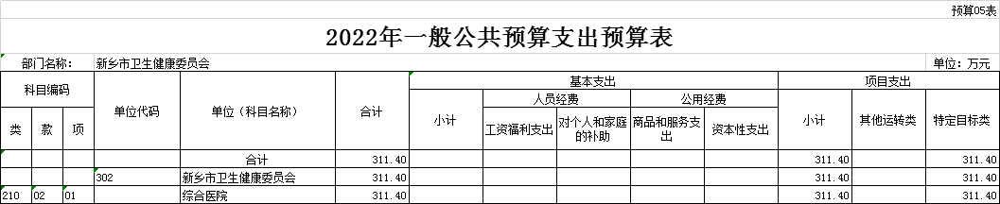 预算05表
2022年一般公共预算支出预算表
部门名称: 新乡市卫生健康委员会 单位：万元
科目编码 单位代码 单位（科目名称） 合计 基本支出 项目支出
小计 人员经费 公用经费 小计 其他运转类 特定目标类
类 款 项 工资福利支出 对个人和家庭的补助 商品和服务支出 资本性支出
合计 311.40 311.40 311.40
302 新乡市卫生健康委员会 311.40 311.40 311.40
210 02 01 综合医院 311.40 311.40 311.40